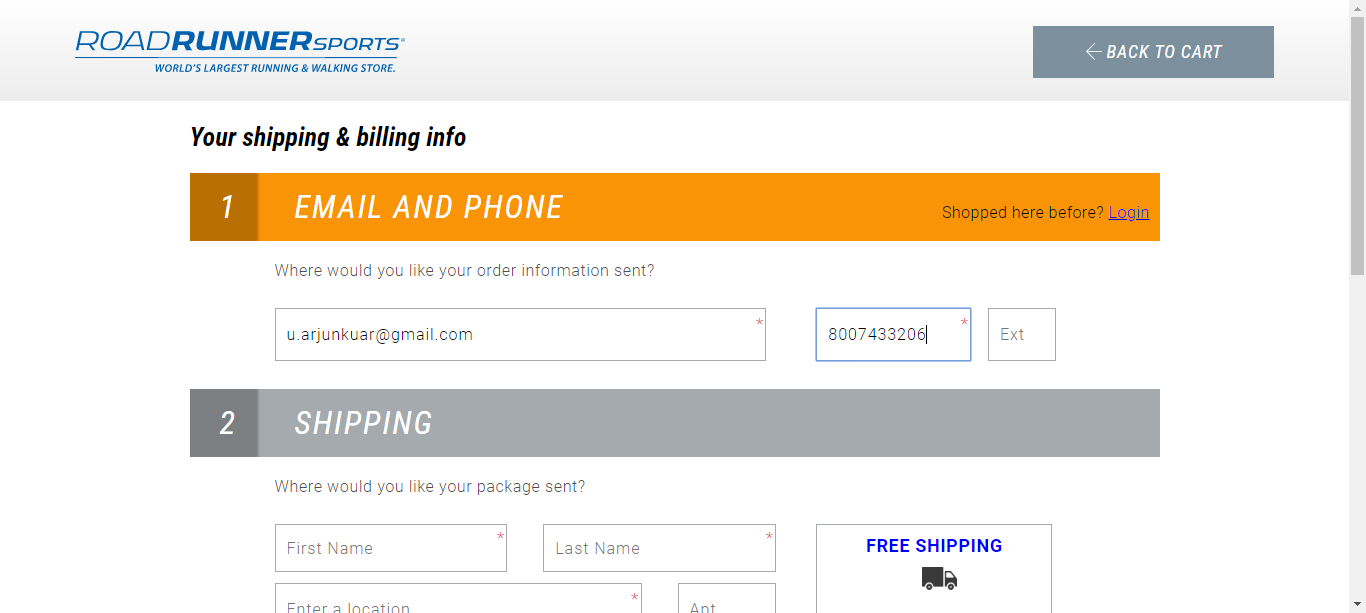 ROADRUNNERSPORTS®
WORLD'S LARGEST RUNNING & WALKING STORE.
BACK TO CART
Your shipping & billing info
1 EMAIL AND PHONE
Shopped here before? Login
Where would you like your order information sent?
u.arjunkuar@gmail.com * 8007433206 * Ext
2 SHIPPING
Where would you like your package sent?
First Name * Last Name * FREE SHIPPING
Enter a location * Apt